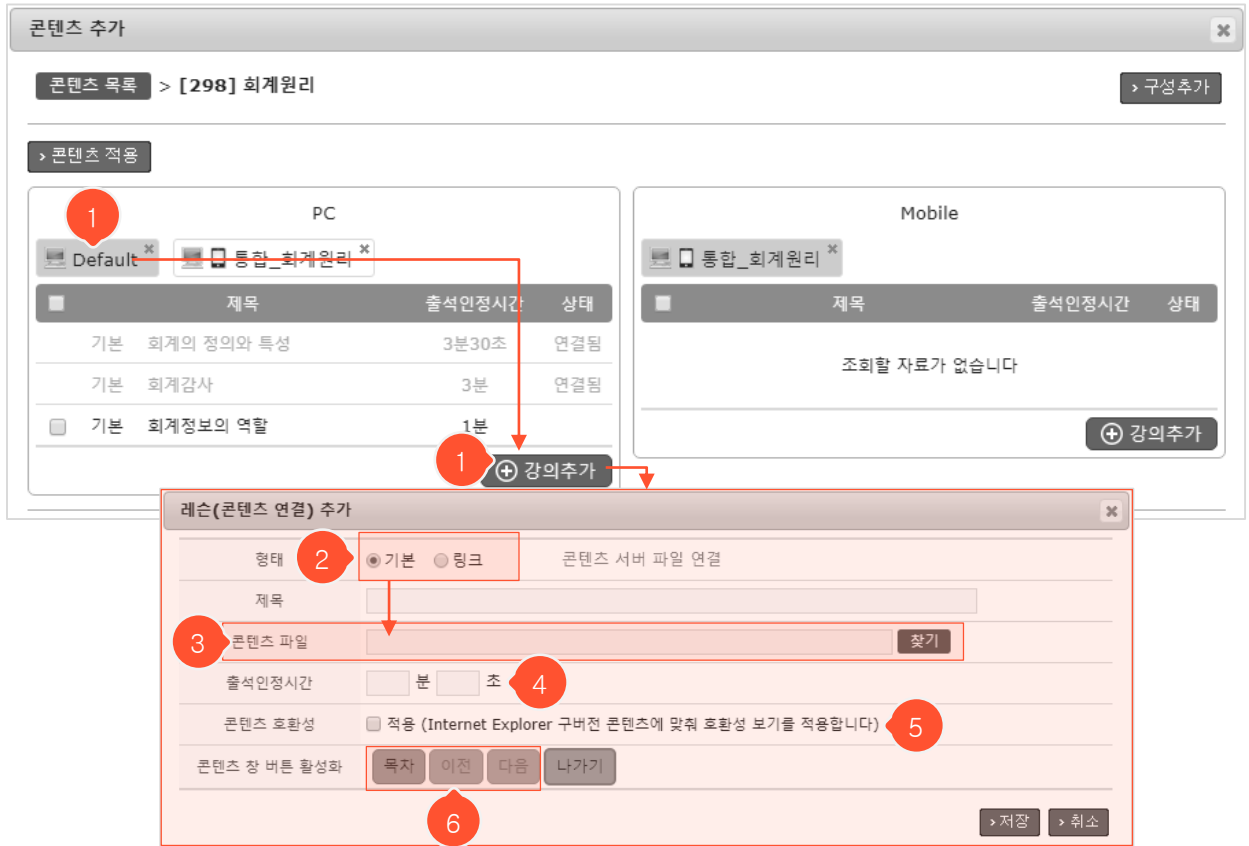 콘텐츠 추가
콘텐츠 목록 > [298] 회계원리
› 구성추가
› 콘텐츠 적용
PC
1
Default 통합_회계원리
제목 출석인정시간 상태
기본 회계의 정의와 특성 3분30초 연결됨
기본 회계감사 3분 연결됨
기본 회계정보의 역할 1분
1 강의추가
Mobile
통합_회계원리
제목 출석인정시간 상태
조회할 자료가 없습니다
강의추가
레슨(콘텐츠 연결) 추가
형태 2 기본 링크 콘텐츠 서버 파일 연결
제목
3 콘텐츠 파일 찾기
출석인정시간 분 초 4
콘텐츠 호환성 적용 (Internet Explorer 구버전 콘텐츠에 맞춰 호환성 보기를 적용합니다) 5
콘텐츠 창 버튼 활성화 목차 이전 다음 나가기
6
› 저장 › 취소